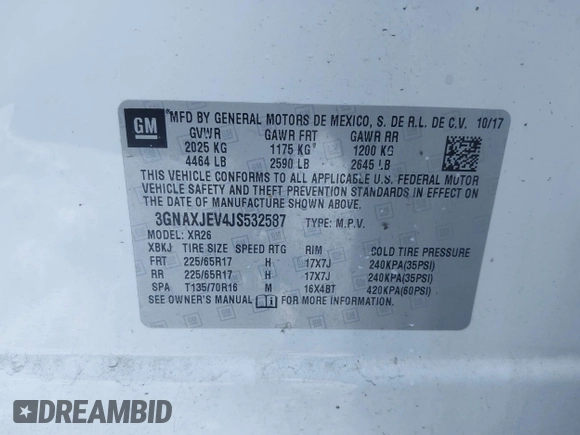 GM
MFD BY GENERAL MOTORS DE MEXICO, S. DE R.L. DE C.V. 10/17
GVWR GAWR FRT GAWR RR
2025 KG 1175 KG 1200 KG
4464 LB 2590 LB 2645 LB
THIS VEHICLE CONFORMS TO ALL APPLICABLE U.S. FEDERAL MOTOR
VEHICLE SAFETY AND THEFT PREVENTION STANDARDS IN EFFECT ON
THE DATE OF MANUFACTURE SHOWN ABOVE.
3GNAXJEV4JS532587 TYPE: M.P.V.
MODEL: XR26
XBKJ TIRE SIZE SPEED RTG RIM COLD TIRE PRESSURE
FRT 225/65R17 H 17X7J 240KPA(35PSI)
RR 225/65R17 H 17X7J 240KPA(35PSI)
SPA T135/70R16 M 16X4BT 420KPA(60PSI)
SEE OWNER'S MANUAL i FOR MORE INFORMATION.
DREAMBID